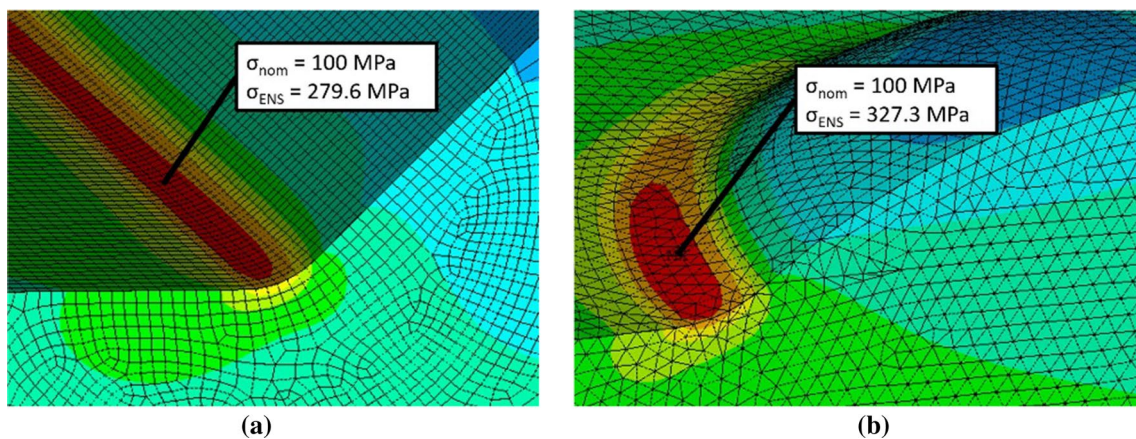 σnom = 100 MPa
σENS = 279.6 MPa
σnom = 100 MPa
σENS = 327.3 MPa
(a)
(b)